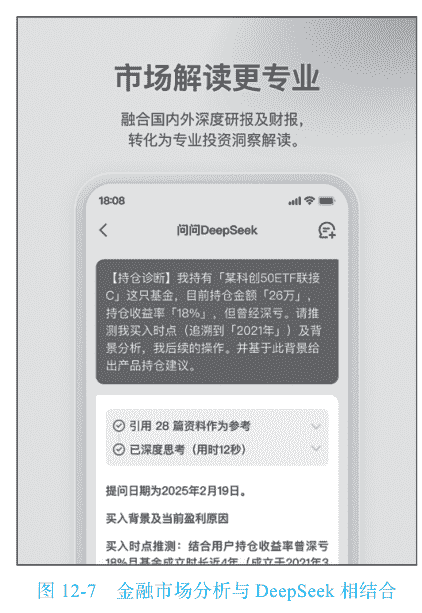 市场解读更专业
融合国内外深度研报及财报，
转化为专业投资洞察解读。
18:08
问问DeepSeek
【持仓诊断】我持有「某科创50ETF联接
C」这只基金，目前持仓金额「26万」，
持仓收益率「18%」，但曾经深亏。请推
测我买入时点（追溯到「2021年」）及背
景分析，我后续的操作。并基于此背景给
出产品持仓建议。
引用 28 篇资料作为参考
已深度思考（用时12秒）
提问日期为2025年2月19日。
买入背景及当前盈利原因
买入时点推测：结合用户持仓收益率曾深亏
18%且基金成立时长近4年（成立于2021年3
图 12-7 金融市场分析与 DeepSeek 相结合